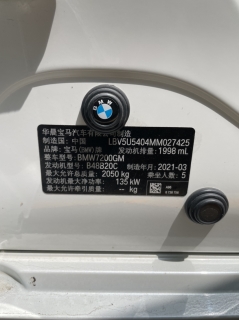 BMW
华晨宝马汽车有限公司制造
制造国：中国 LBV5U5404MM027425
发动机排量：1998 mL
品牌：宝马(BMW)牌
整车型号：BMW7200GM
发动机型号：B48B20C 制造年月：2021-03
最大允许总质量：2050 kg 乘坐人数：5
发动机最大净功率：135 kW
最大允许牵引质量：-- kg